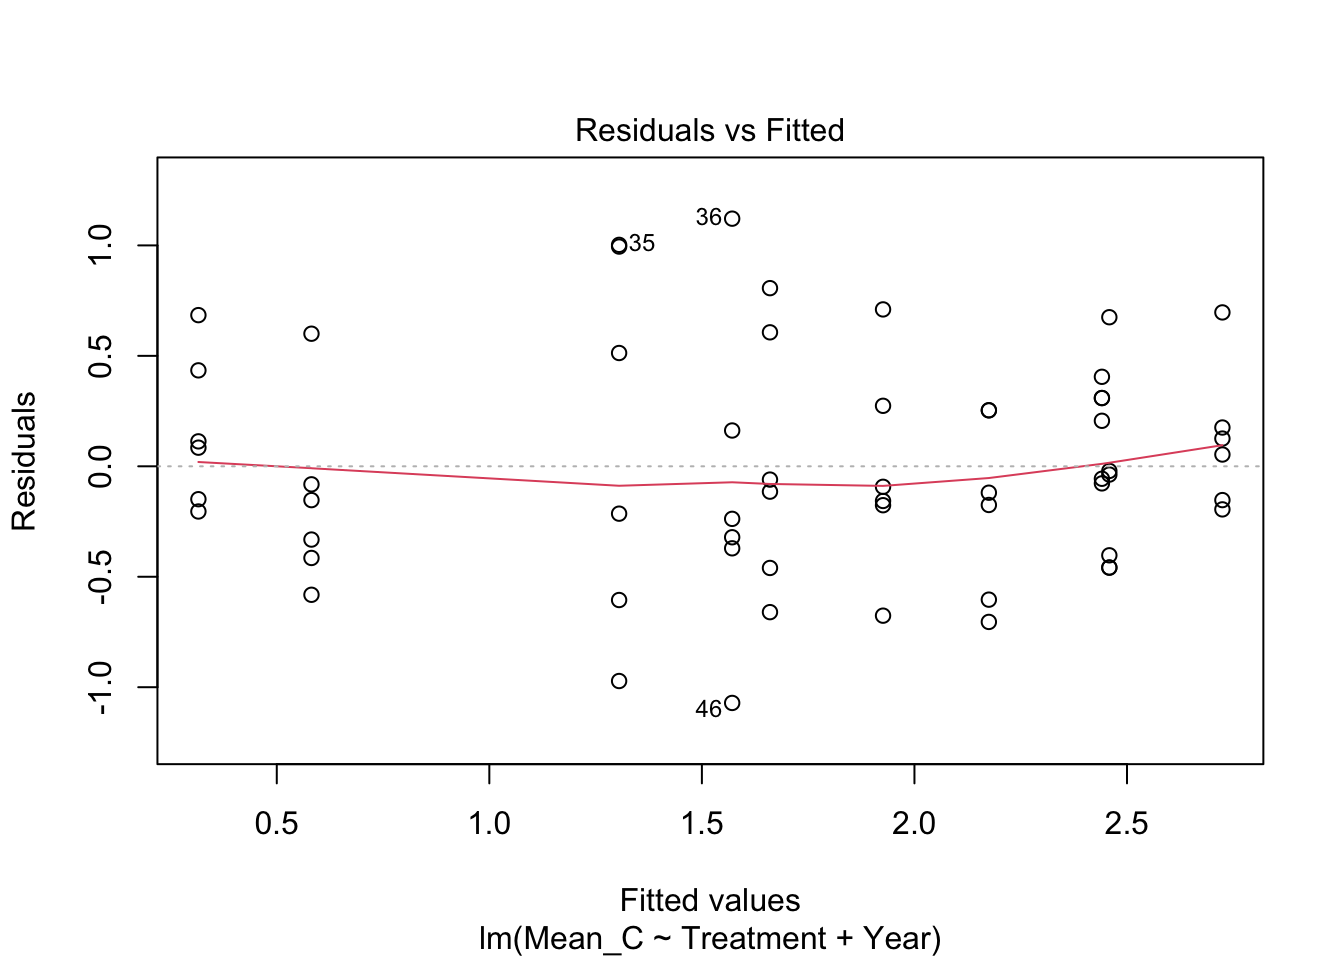 Residuals vs Fitted
Residuals
1.0
0.5
0.0
-0.5
-1.0
36
35
46
0.5 1.0 1.5 2.0 2.5
Fitted values
lm(Mean_C ~ Treatment + Year)